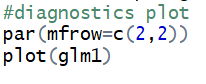 #diagnostics plot
par(mfrow=c(2,2))
plot(glm1)